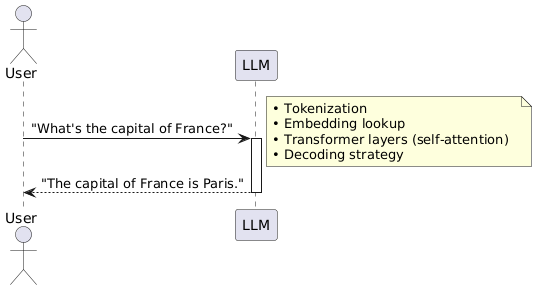 User
LLM
• Tokenization
• Embedding lookup
• Transformer layers (self-attention)
• Decoding strategy
"What's the capital of France?"
"The capital of France is Paris."
User
LLM